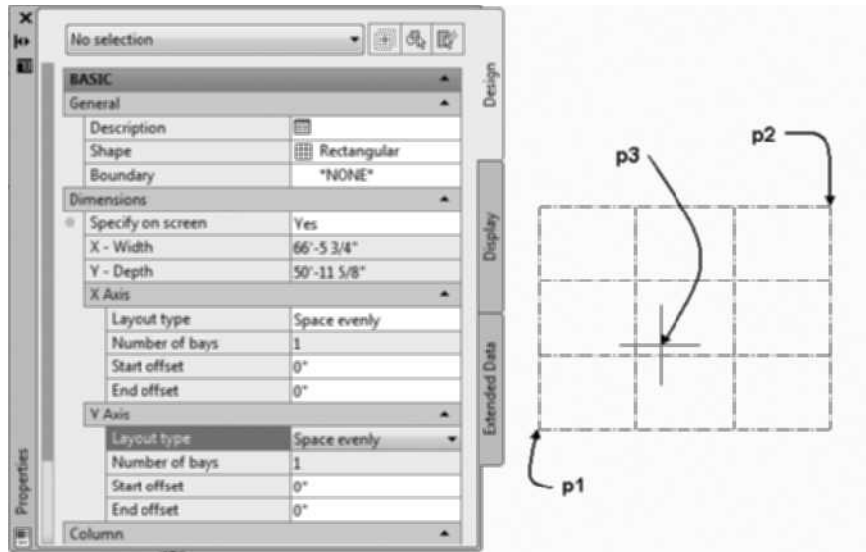 No selection
BASIC
General
Description
Shape Rectangular
Boundary *NONE*
Dimensions
Specify on screen Yes
X - Width 66'-5 3/4"
Y - Depth 50'-11 5/8"
X Axis
Layout type Space evenly
Number of bays 1
Start offset 0"
End offset 0"
Y Axis
Layout type Space evenly
Number of bays 1
Start offset 0"
End offset 0"
Column
Design
Display
Extended Data
Properties
p3
p2
p1